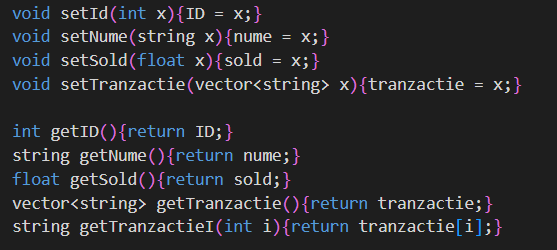 void setId(int x){ID = x;}
void setNume(string x){nume = x;}
void setSold(float x){sold = x;}
void setTranzactie(vector<string> x){tranzactie = x;}
int getID(){return ID;}
string getNume(){return nume;}
float getSold(){return sold;}
vector<string> getTranzactie(){return tranzactie;}
string getTranzactieI(int i){return tranzactie[i];}